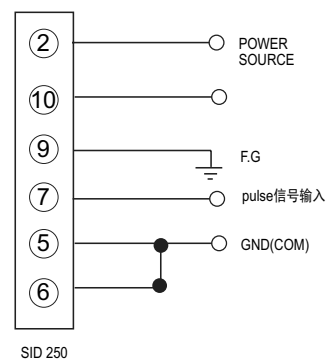 2
POWER
SOURCE
10
9
F.G
7
pulse信号输入
5
GND(COM)
6
SID 250